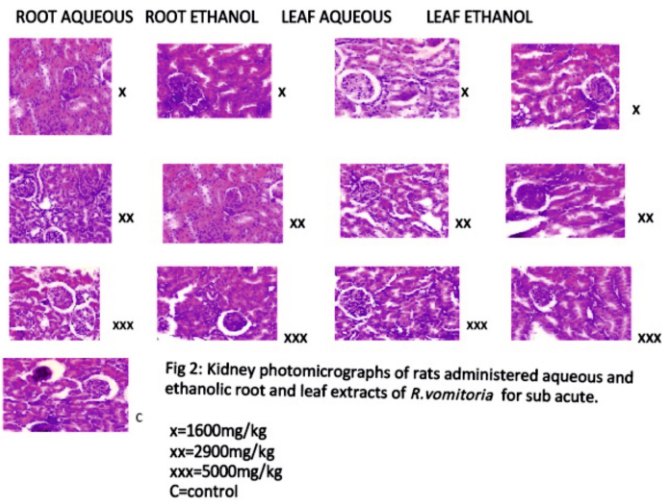 ROOT AQUEOUS ROOT ETHANOL LEAF AQUEOUS LEAF ETHANOL
x x x x
xx xx xx xx
xxx xxx xxx xxx
C
Fig 2: Kidney photomicrographs of rats administered aqueous and
ethanolic root and leaf extracts of R.vomitoria for sub acute.
x=1600mg/kg
xx=2900mg/kg
xxx=5000mg/kg
C=control